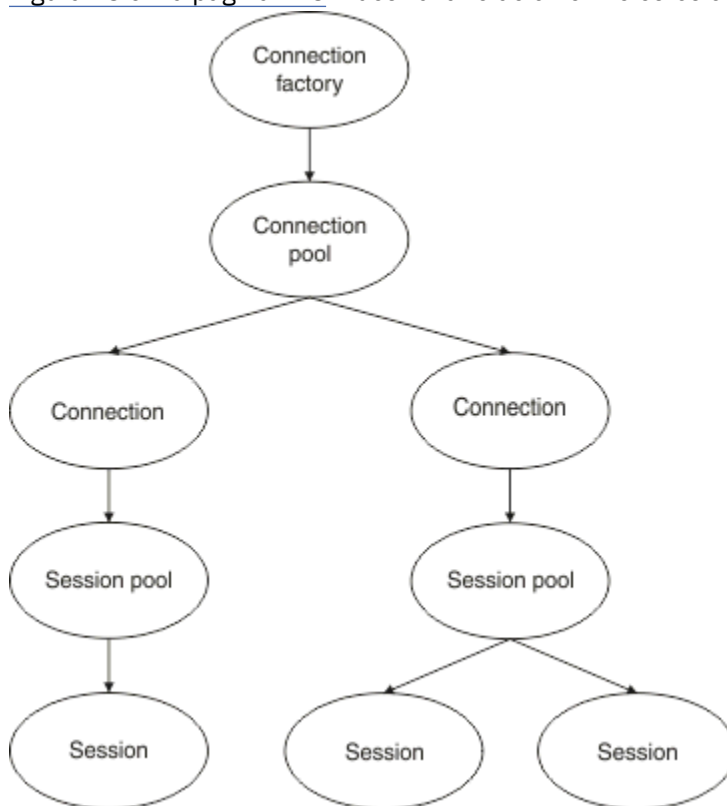 Connection
factory
Connection
pool
Connection
Connection
Session pool
Session pool
Session
Session
Session